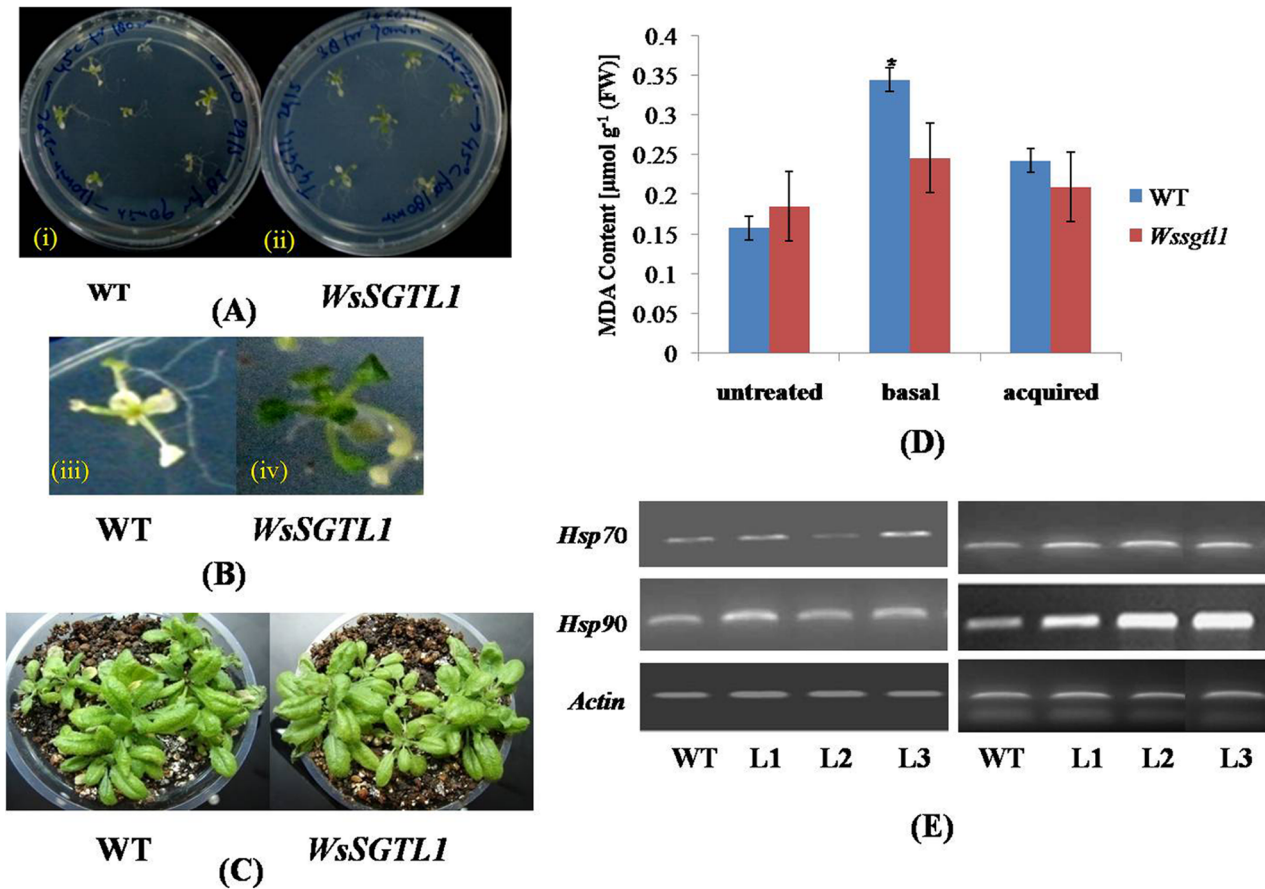 (i)
(ii)
WT
WsSGTL1
(A)
(iii)
(iv)
WT
WsSGTL1
(B)
WT
WsSGTL1
(C)
MDA Content [µmol g-1 (FW)]
0.4
0.35
0.3
0.25
0.2
0.15
0.1
0.05
0
*
untreated
basal
acquired
WT
Wssgtl1
(D)
Hsp70
Hsp90
Actin
WT L1 L2 L3
WT L1 L2 L3
(E)